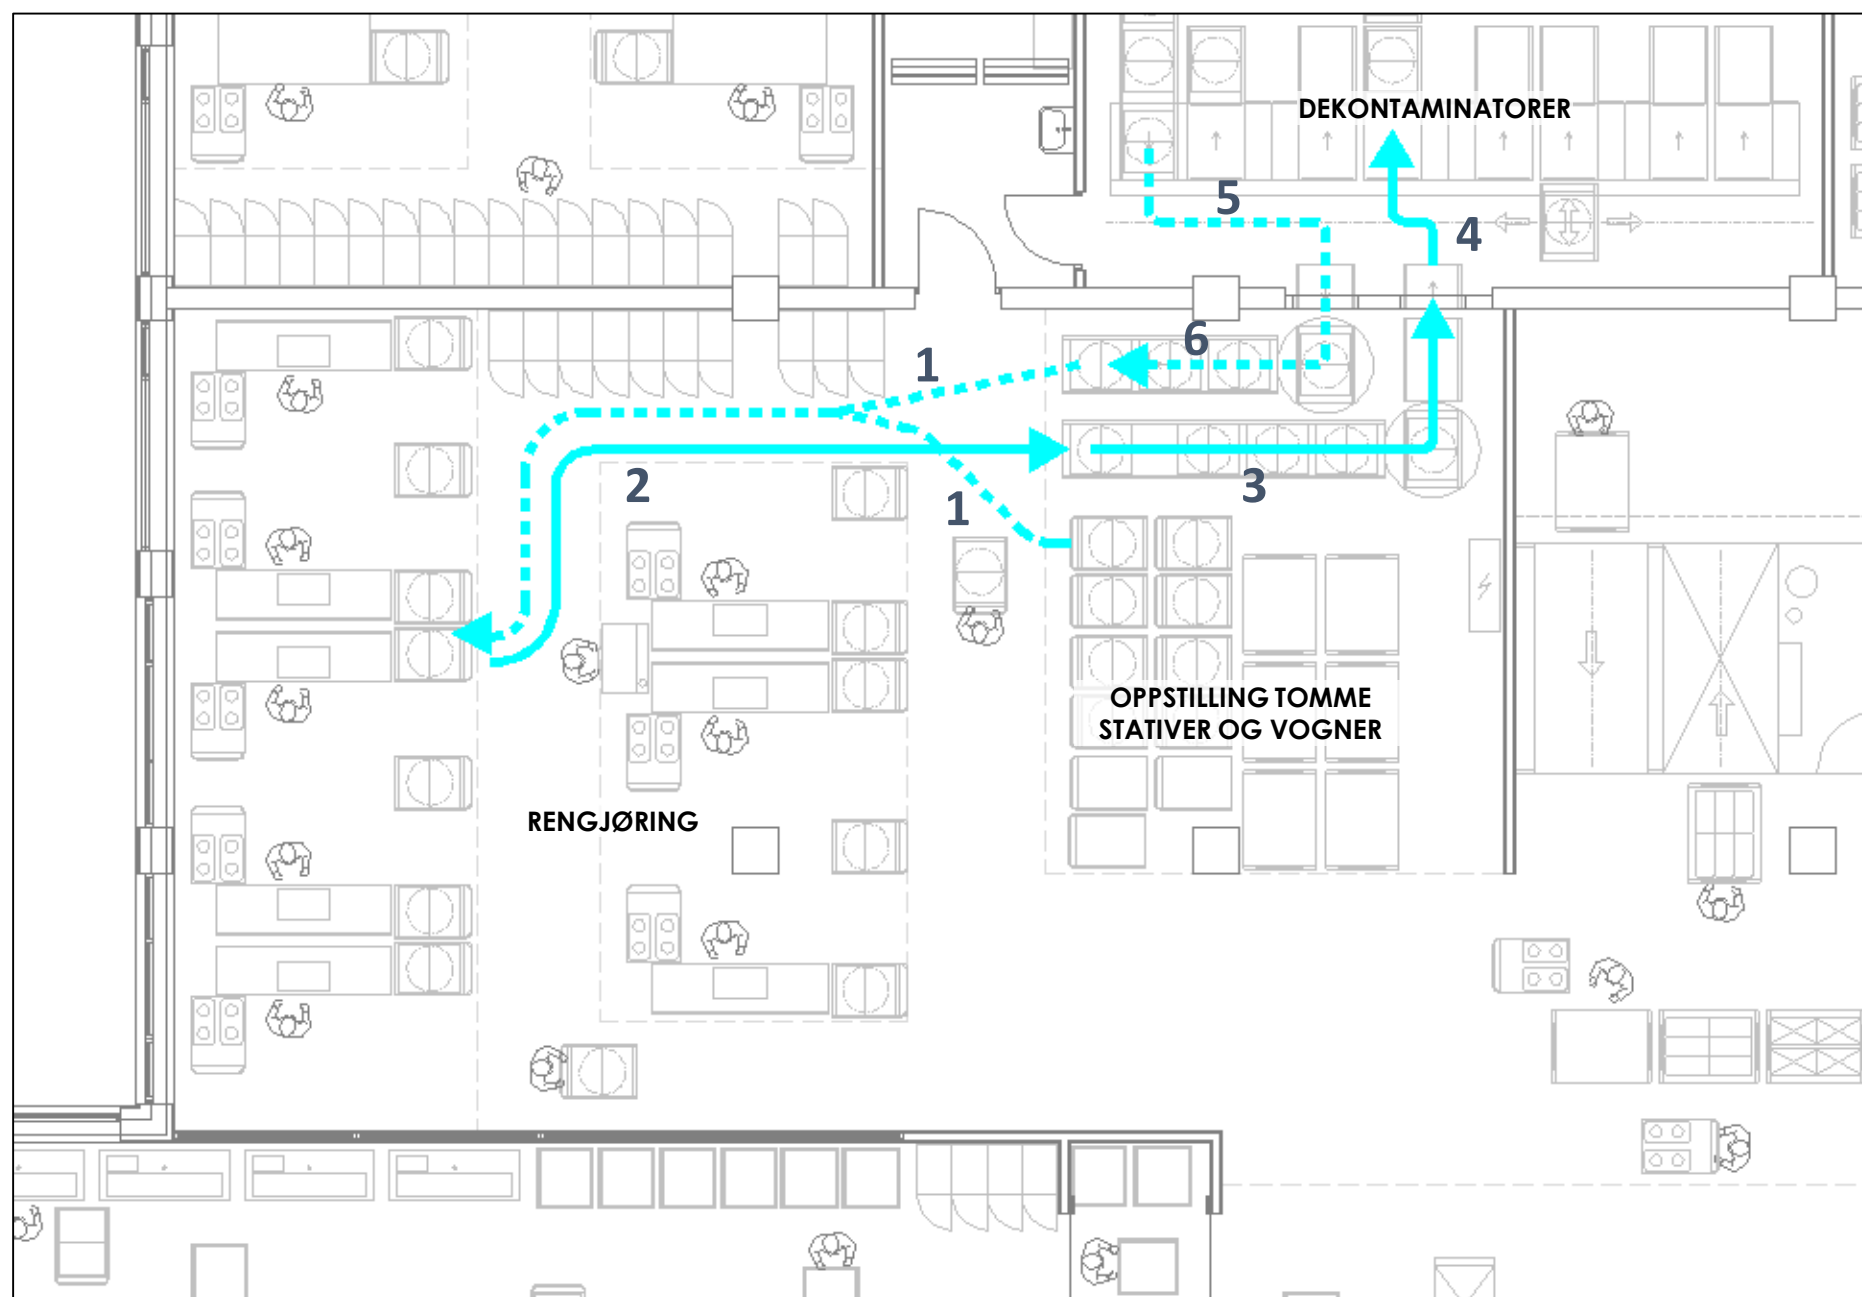 DEKONTAMINATORER
5
4
6
1
2
3
1
OPPSTILLING TOMME
STATIVER OG VOGNER
RENGJØRING